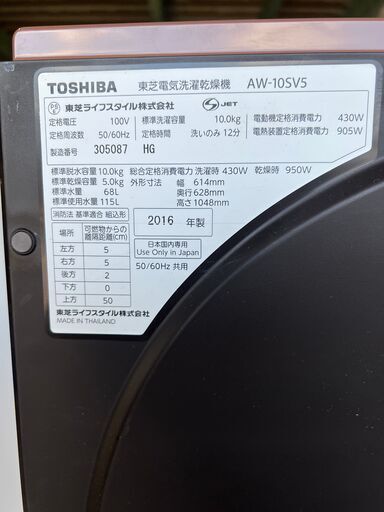 TOSHIBA 東芝電気洗濯乾燥機 AW-10SV5
東芝ライフスタイル株式会社 JET
定格電圧 100V 標準洗濯容量 10.0kg 電動機定格消費電力 430W
定格周波数 50/60Hz 洗濯時間 洗いのみ 12分 電熱装置定格消費電力 905W
製造番号 305087 HG
標準脱水容量 10.0kg 総合定格消費電力 洗濯時 430W 乾燥時 950W
標準乾燥容量 5.0kg 外形寸法 幅 614mm
標準水量 68L 奥行 628mm
標準使用水量 115L 高さ 1048mm
消防法 基準適合 組込形
場所 可燃物からの離隔距離(cm)
2016 年製
左方 5
日本国内専用
Use Only in Japan
右方 5
50/60Hz 共用
後方 2
下方 0
上方 50
東芝ライフスタイル株式会社
MADE IN THAILAND